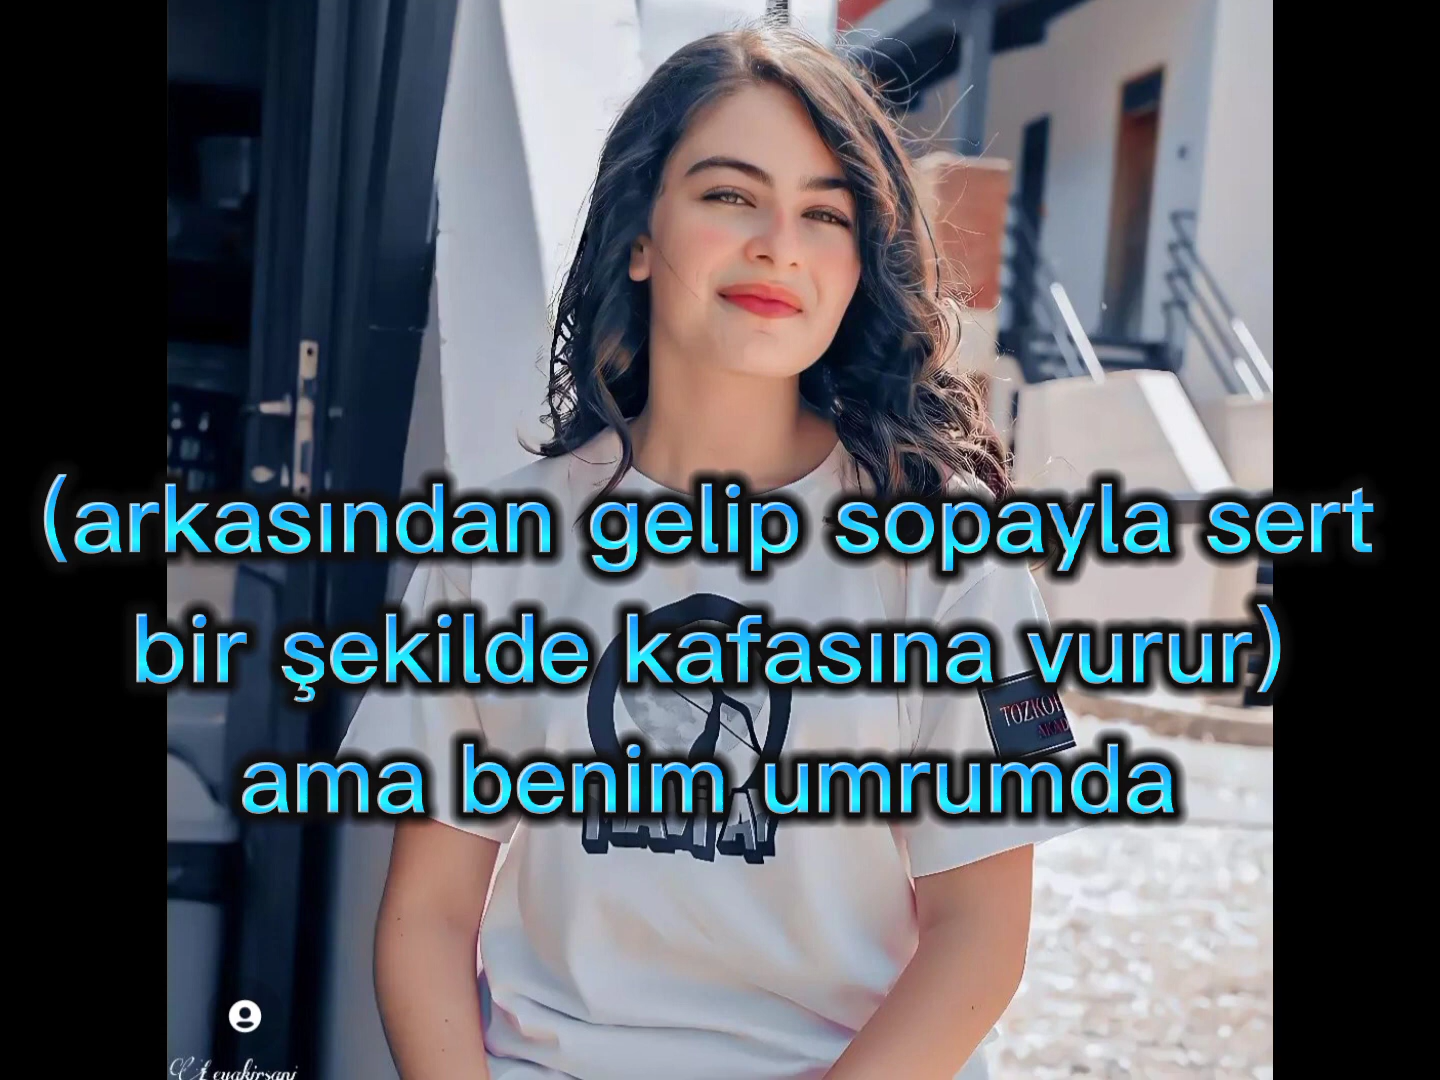 (arkasından gelip sopayla sert
bir şekilde kafasına vurur)
ama benim umrumda